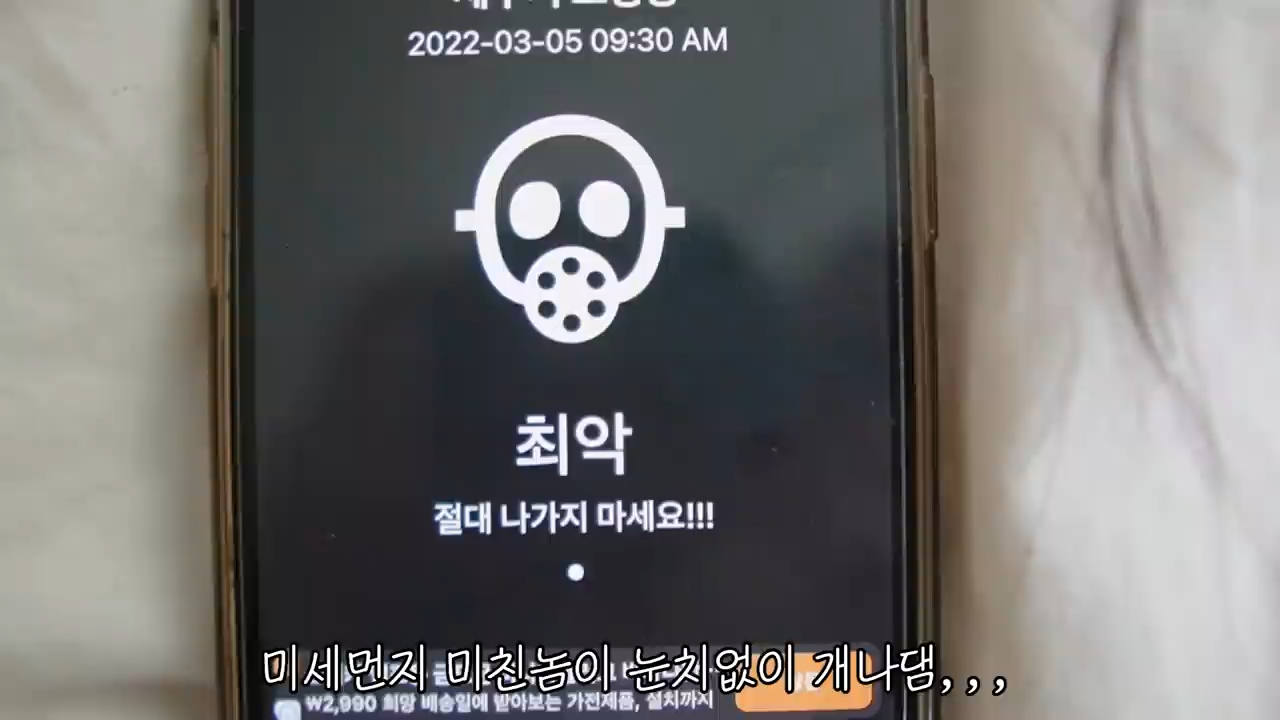 2022-03-05 09:30 AM
최악
절대 나가지 마세요!!!
미세먼지 미친놈이 눈치없이 개나댐, , ,
₩2,990 희망 배송일에 받아보는 가전제품, 설치까지